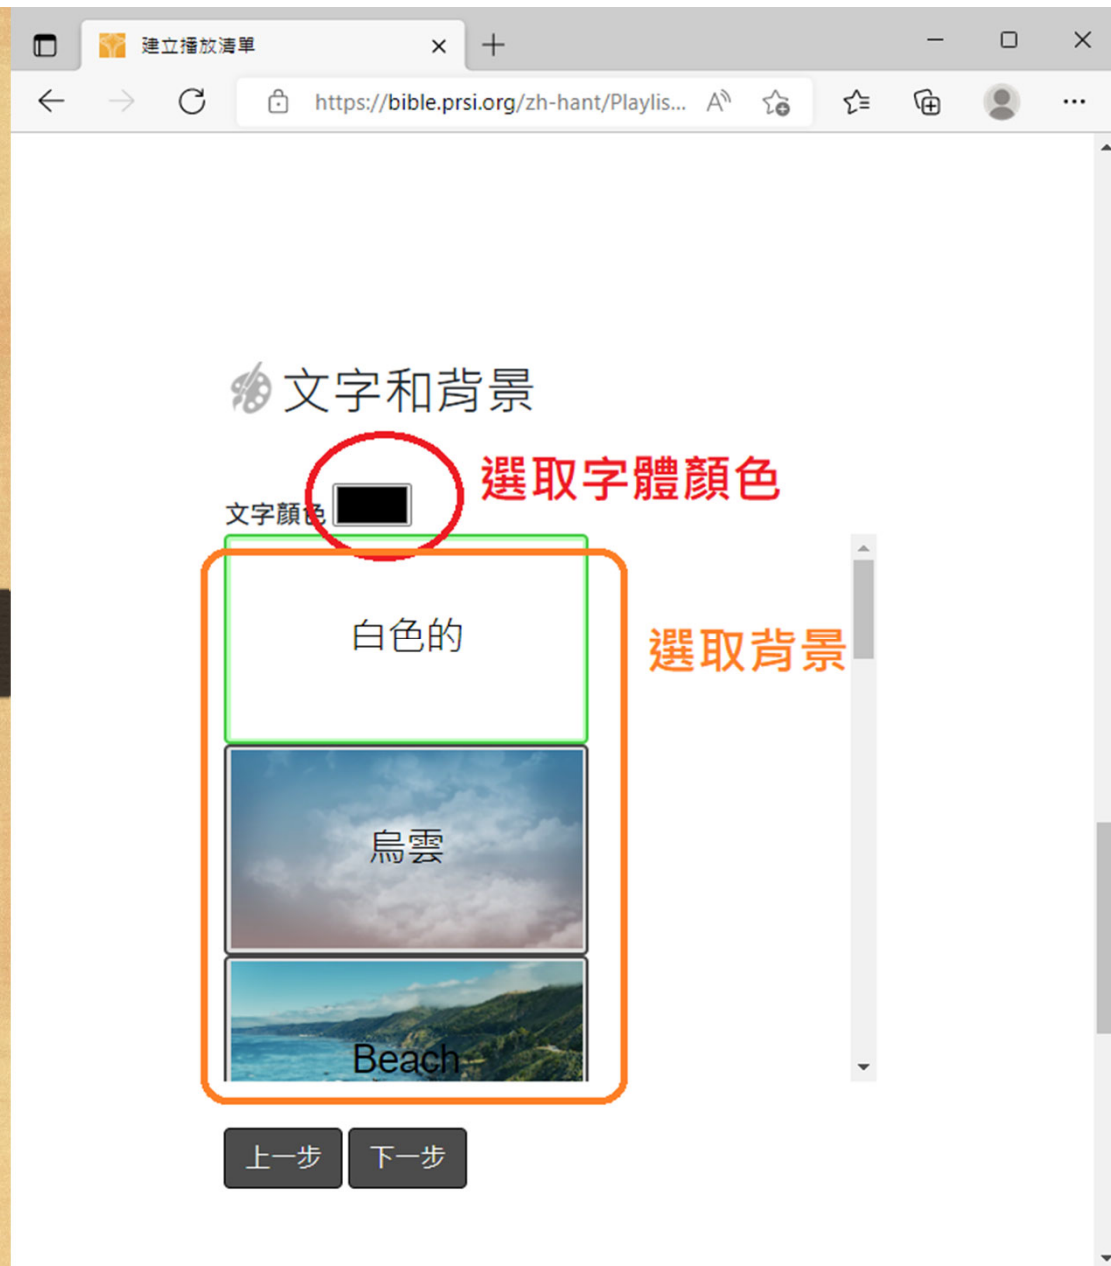 建立播放清單
https://bible.prsi.org/zh-hant/Playlis...
文字和背景
選取字體顏色
文字顏色
白色的
選取背景
烏雲
Beach
上一步 下一步